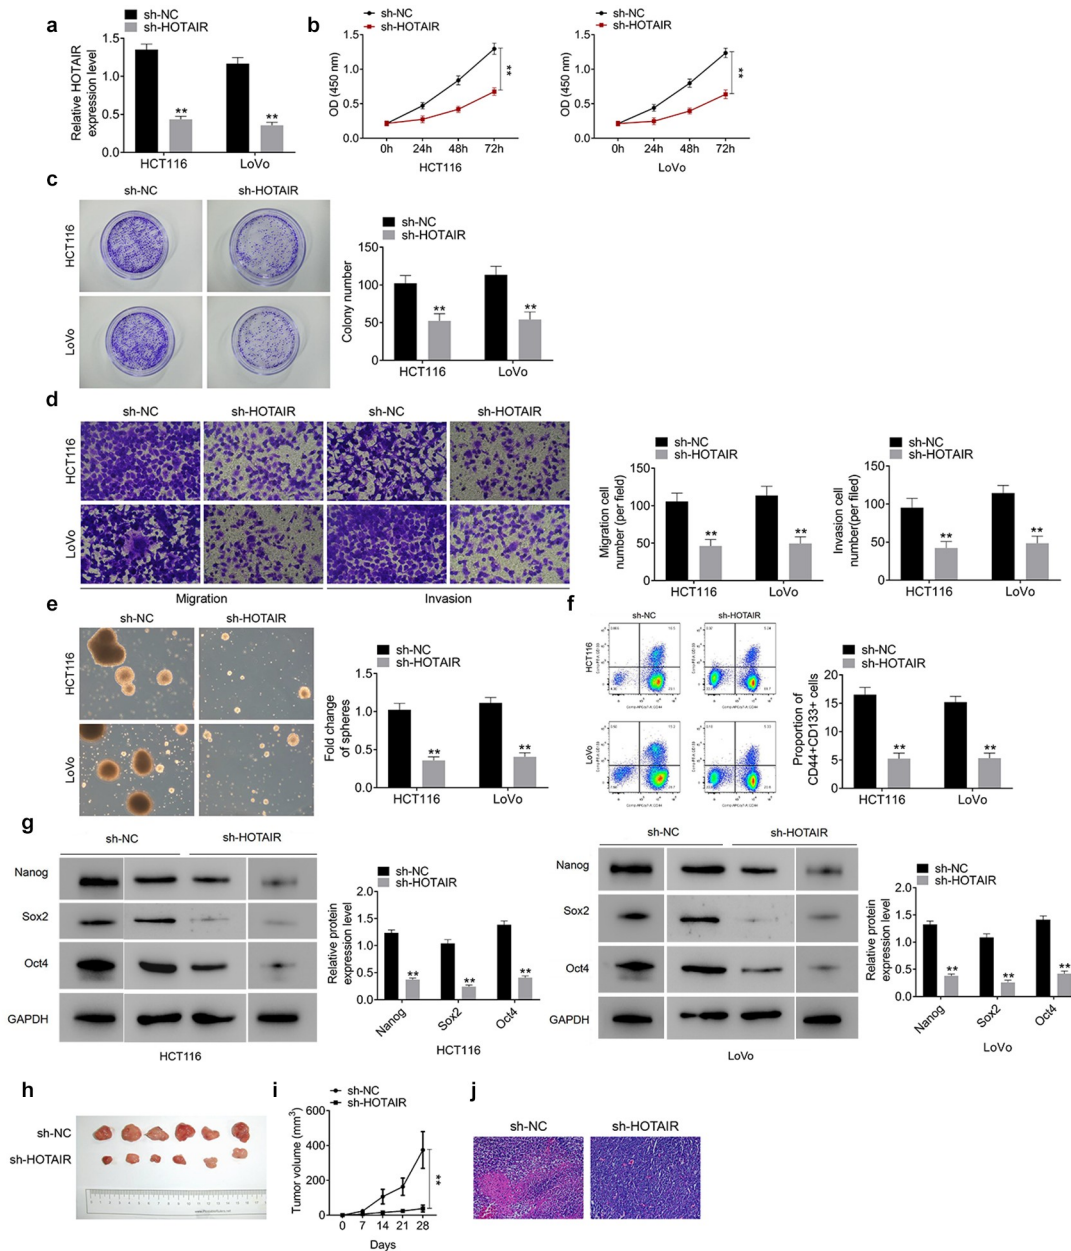 a
sh-NC
sh-HOTAIR
Relative HOTAIR
expression level
1.5
1.0
0.5
0.0
**
**
HCT116
LoVo
b
sh-NC
sh-HOTAIR
OD (450 nm)
1.5
1.0
0.5
0.0
**
0h
24h
48h
72h
HCT116
sh-NC
sh-HOTAIR
OD (450 nm)
1.5
1.0
0.5
0.0
**
0h
24h
48h
72h
LoVo
c
sh-NC
sh-HOTAIR
HCT116
LoVo
sh-NC
sh-HOTAIR
Colony number
150
100
50
0
**
**
HCT116
LoVo
d
sh-NC
sh-HOTAIR
sh-NC
sh-HOTAIR
HCT116
LoVo
Migration
Invasion
sh-NC
sh-HOTAIR
Migration cell
number (per field)
150
100
50
0
**
**
HCT116
LoVo
sh-NC
sh-HOTAIR
Invasion cell
number(per filed)
150
100
50
0
**
**
HCT116
LoVo
e
sh-NC
sh-HOTAIR
HCT116
LoVo
sh-NC
sh-HOTAIR
Fold change
of spheres
1.5
1.0
0.5
0.0
**
**
HCT116
LoVo
f
sh-NC
sh-HOTAIR
HCT116
LoVo
sh-NC
sh-HOTAIR
Proportion of
CD44+CD133+ cells
20
15
10
5
0
**
**
HCT116
LoVo
g
sh-NC
sh-HOTAIR
Nanog
Sox2
Oct4
GAPDH
HCT116
sh-NC
sh-HOTAIR
Relative protein
expression level
2.0
1.5
1.0
0.5
0.0
**
**
**
Nanog
Sox2
Oct4
HCT116
sh-NC
sh-HOTAIR
Nanog
Sox2
Oct4
GAPDH
LoVo
sh-NC
sh-HOTAIR
Relative protein
expression level
2.0
1.5
1.0
0.5
0.0
**
**
**
Nanog
Sox2
Oct4
LoVo
h
sh-NC
sh-HOTAIR
i
sh-NC
sh-HOTAIR
Tumor volume (mm³)
600
400
200
0
**
0
7
14
21
28
Days
j
sh-NC
sh-HOTAIR